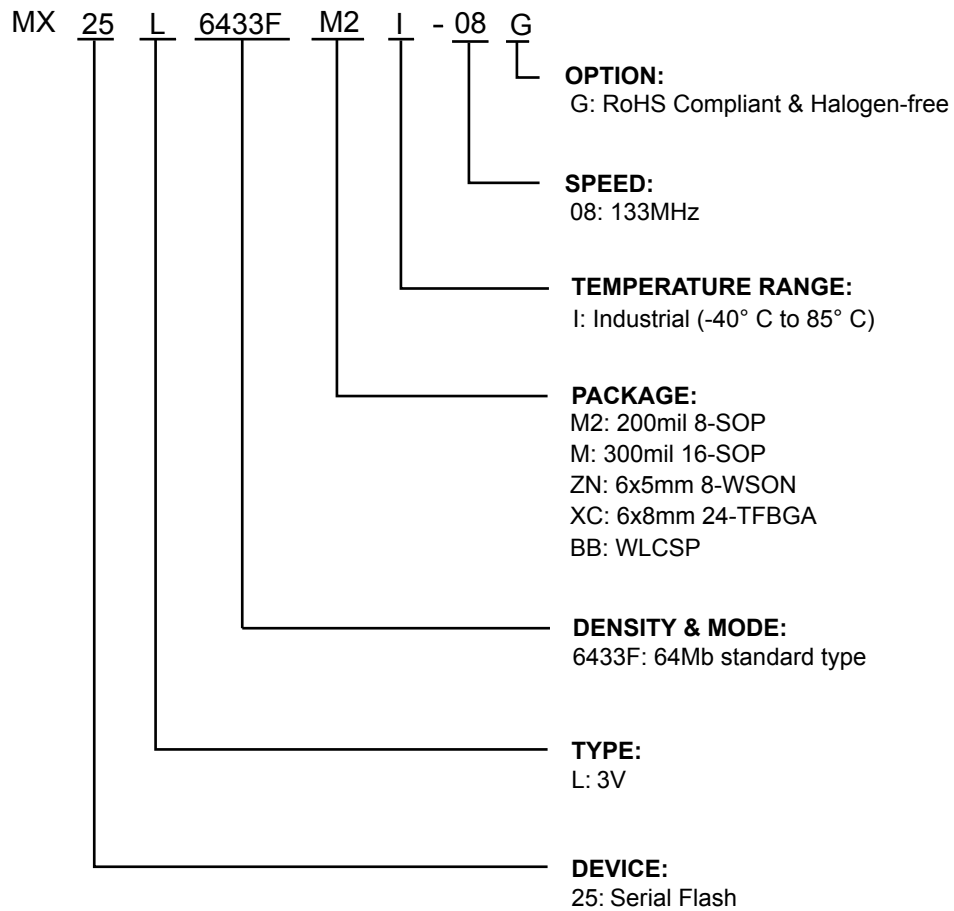 MX 25 L 6433F M2 I - 08 G
OPTION:
G: RoHS Compliant & Halogen-free
SPEED:
08: 133MHz
TEMPERATURE RANGE:
I: Industrial (-40° C to 85° C)
PACKAGE:
M2: 200mil 8-SOP
M: 300mil 16-SOP
ZN: 6x5mm 8-WSON
XC: 6x8mm 24-TFBGA
BB: WLCSP
DENSITY & MODE:
6433F: 64Mb standard type
TYPE:
L: 3V
DEVICE:
25: Serial Flash